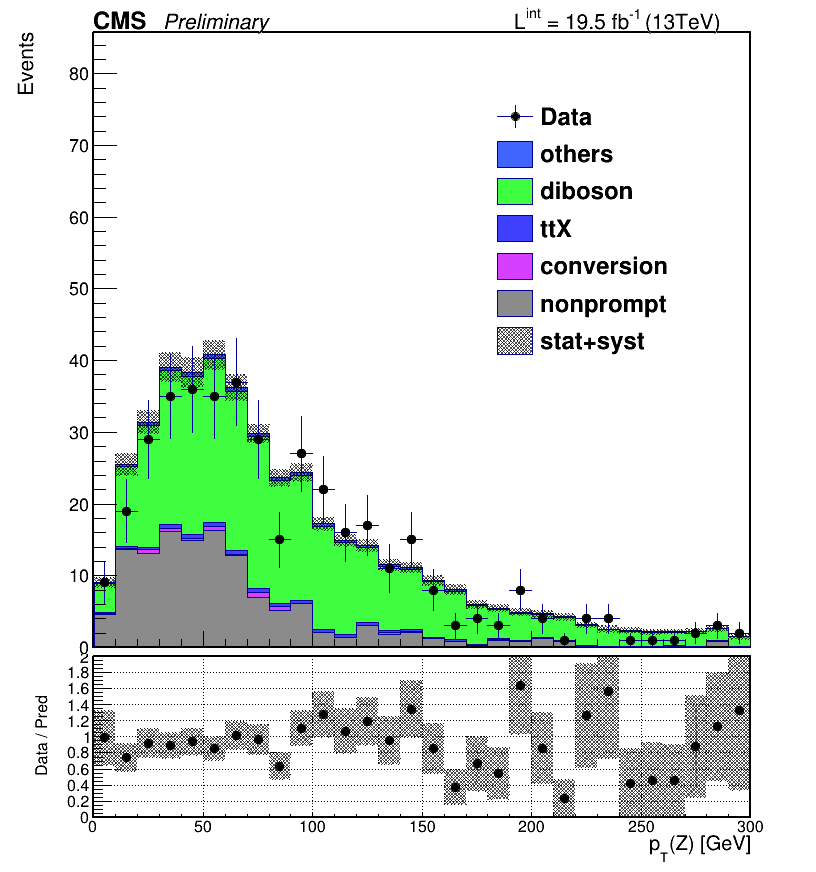 CMS Preliminary L^int = 19.5 fb^-1 (13TeV)
Events
80
70
60
50
40
30
20
10
0
Data
others
diboson
ttX
conversion
nonprompt
stat+syst
Data / Pred
2
1.8
1.6
1.4
1.2
1
0.8
0.6
0.4
0.2
0
0 50 100 150 200 250 300
p_T(Z) [GeV]